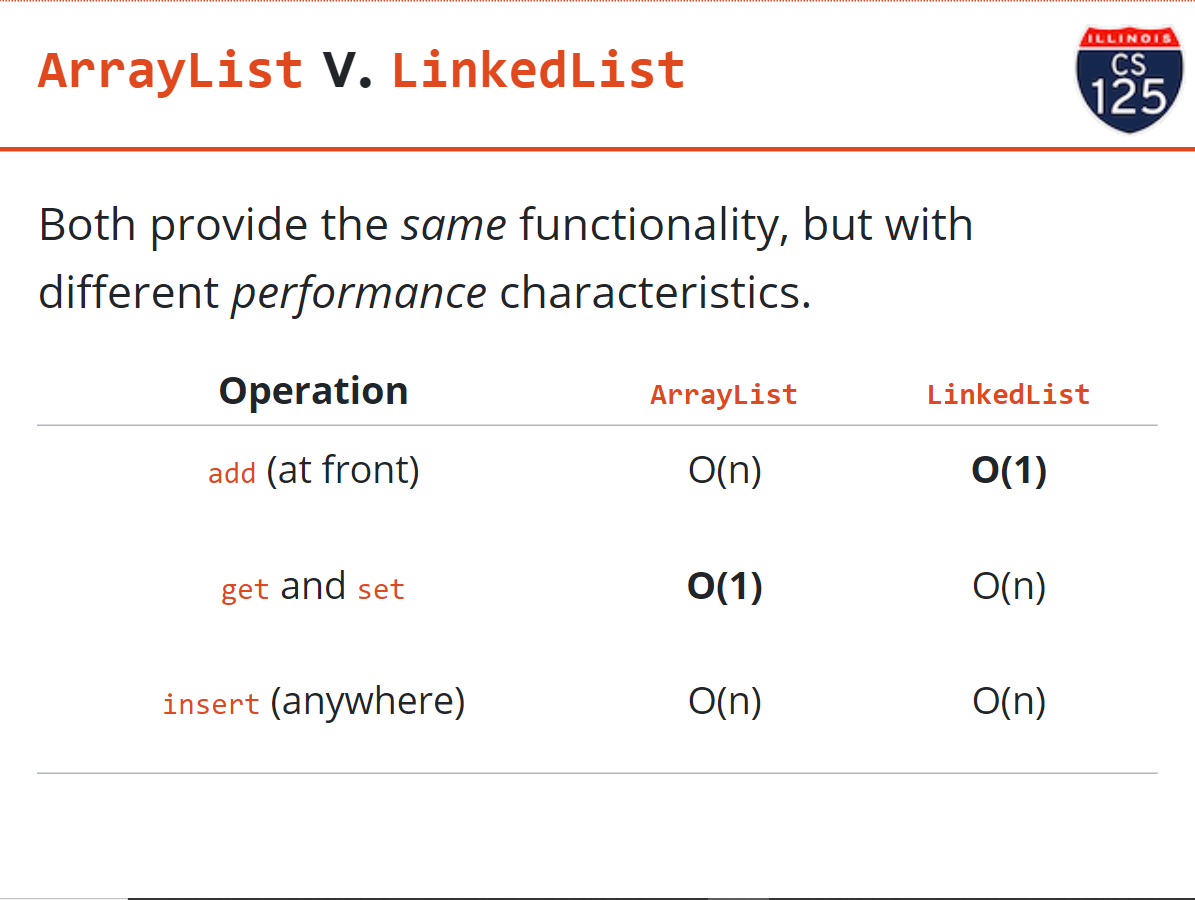 ArrayList V. LinkedList
ILLINOIS
CS
125
Both provide the same functionality, but with
different performance characteristics.
Operation ArrayList LinkedList
add (at front) O(n) O(1)
get and set O(1) O(n)
insert (anywhere) O(n) O(n)